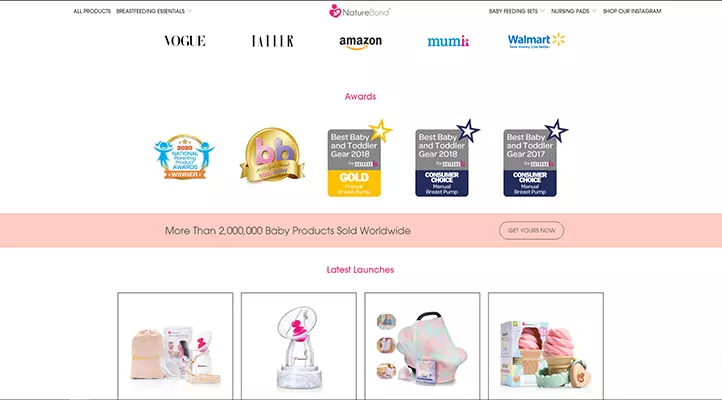 ALL PRODUCTS BREASTFEEDING ESSENTIALS NatureBond BABY FEEDING SETS NURSING PADS SHOP OUR INSTAGRAM
VOGUE TATLER amazon mumii Walmart
Save money. Live better.
Awards
2020
NATIONAL
Parenting
Product
AWARDS
WINNER
bb
Best Baby
and Toddler
Gear 2018
by mumii
GOLD
Manual
Breast Pump
Best Baby
and Toddler
Gear 2018
by mumii
CONSUMER
CHOICE
Manual
Breast Pump
Best Baby
and Toddler
Gear 2017
by mumii
CONSUMER
CHOICE
Manual
Breast Pump
More Than 2,000,000 Baby Products Sold Worldwide GET YOURS NOW
Latest Launches